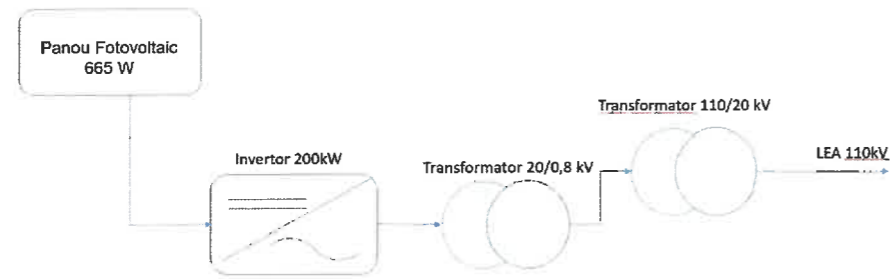 Panou Fotovoltaic
665 W
Invertor 200kW
Transformator 20/0,8 kV
Transformator 110/20 kV
LEA 110kV